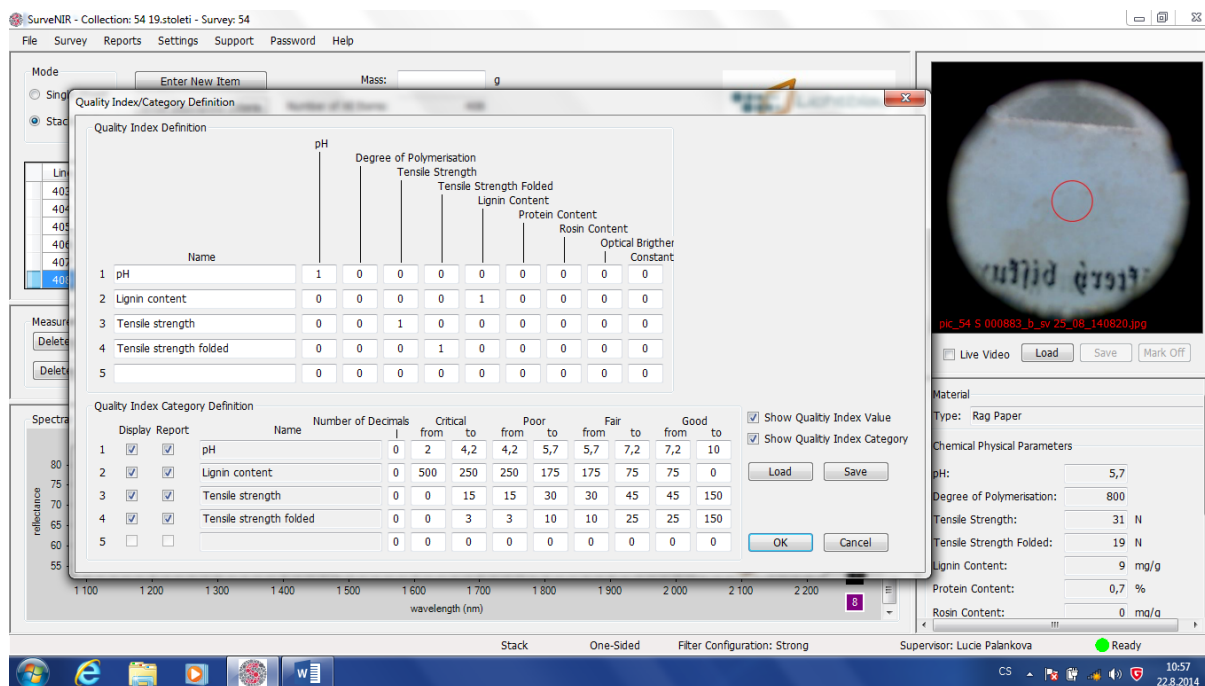 SurveNIR - Collection: 54 19.stoleti - Survey: 54
File Survey Reports Settings Support Password Help
Mode
Enter New Item
Mass: g
Quality Index/Category Definition
Quality Index Definition
pH
Degree of Polymerisation
Tensile Strength
Tensile Strength Folded
Lignin Content
Protein Content
Rosin Content
Optical Brigther
Name Constant
1 pH 1 0 0 0 0 0 0 0 0
2 Lignin content 0 0 0 0 1 0 0 0 0
3 Tensile strength 0 0 1 0 0 0 0 0 0
4 Tensile strength folded 0 0 0 1 0 0 0 0 0
5 0 0 0 0 0 0 0 0 0
Quality Index Category Definition
Number of Decimals Critical Poor Fair Good
Display Report Name from to from to from to from to
1 pH 0 2 4,2 4,2 5,7 5,7 7,2 7,2 10
2 Lignin content 0 500 250 250 175 175 75 75 0
3 Tensile strength 0 0 15 15 30 30 45 45 150
4 Tensile strength folded 0 0 3 3 10 10 25 25 150
5 0 0 0 0 0 0 0 0 0
Show Qualtiy Index Value
Show Quality Index Category
Load Save
OK Cancel
403
404
405
406
407
408
Delete
Delete
80
75
70
65
60
55
reflectance
1 100 1 200 1 300 1 400 1 500 1 600 1 700 1 800 1 900 2 000 2 100 2 200
wavelength (nm)
8
pic_54 S 000883_b_sv 25_08_140820.jpg
Live Video Load Save Mark Off
Material
Type: Rag Paper
Chemical Physical Parameters
pH: 5,7
Degree of Polymerisation: 800
Tensile Strength: 31 N
Tensile Strength Folded: 19 N
Lignin Content: 9 mg/g
Protein Content: 0,7 %
Rosin Content: 0 mg/g
Stack One-Sided Filter Configuration: Strong Supervisor: Lucie Palankova Ready
CS 10:57
22.8.2014